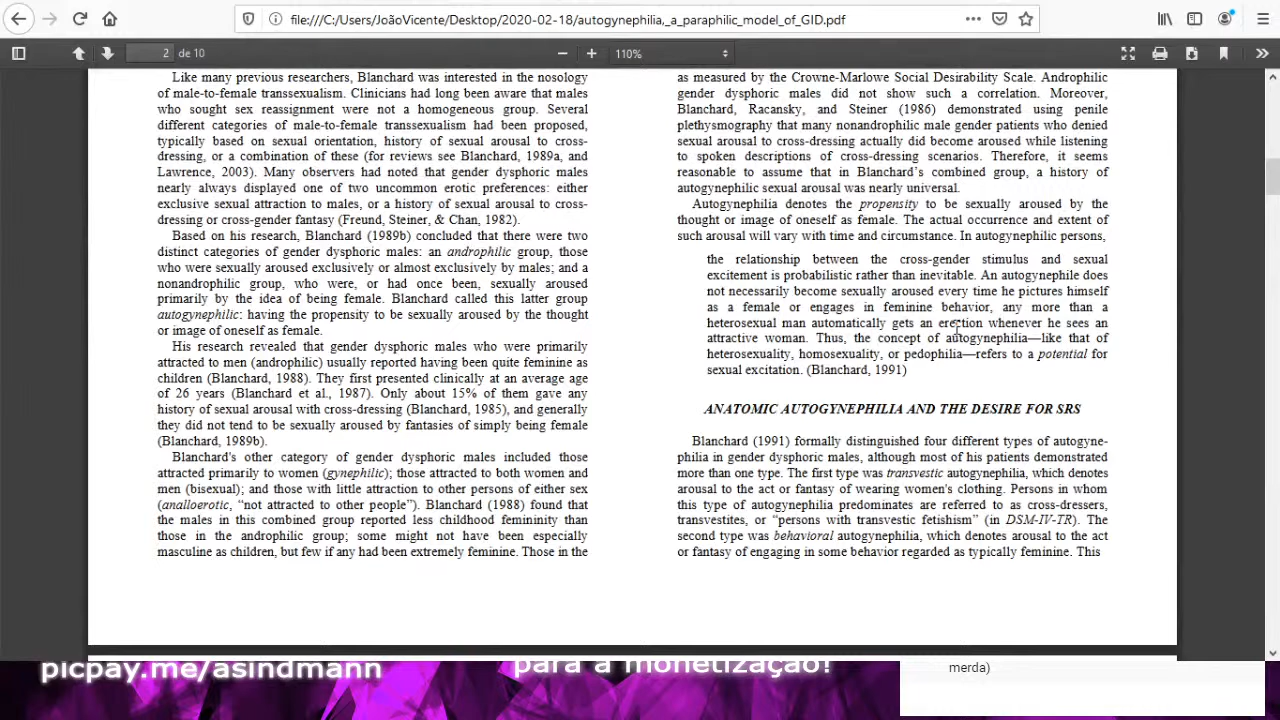 file:///C:/Users/JoãoVicente/Desktop/2020-02-18/autogynephilia,_a_paraphilic_model_of_GID.pdf
2 de 10
110%
Like many previous researchers, Blanchard was interested in the nosology
of male-to-female transsexualism. Clinicians had long been aware that males
who sought sex reassignment were not a homogeneous group. Several
different categories of male-to-female transsexualism had been proposed,
typically based on sexual orientation, history of sexual arousal to cross-
dressing, or a combination of these (for reviews see Blanchard, 1989a, and
Lawrence, 2003). Many observers had noted that gender dysphoric males
nearly always displayed one of two uncommon erotic preferences: either
exclusive sexual attraction to males, or a history of sexual arousal to cross-
dressing or cross-gender fantasy (Freund, Steiner, & Chan, 1982).
Based on his research, Blanchard (1989b) concluded that there were two
distinct categories of gender dysphoric males: an androphilic group, those
who were sexually aroused exclusively or almost exclusively by males; and a
nonandrophilic group, who were, or had once been, sexually aroused
primarily by the idea of being female. Blanchard called this latter group
autogynephilic: having the propensity to be sexually aroused by the thought
or image of oneself as female.
His research revealed that gender dysphoric males who were primarily
attracted to men (androphilic) usually reported having been quite feminine as
children (Blanchard, 1988). They first presented clinically at an average age
of 26 years (Blanchard et al., 1987). Only about 15% of them gave any
history of sexual arousal with cross-dressing (Blanchard, 1985), and generally
they did not tend to be sexually aroused by fantasies of simply being female
(Blanchard, 1989b).
Blanchard's other category of gender dysphoric males included those
attracted primarily to women (gynephilic); those attracted to both women and
men (bisexual); and those with little attraction to other persons of either sex
(analloerotic, “not attracted to other people”). Blanchard (1988) found that
the males in this combined group reported less childhood femininity than
those in the androphilic group; some might not have been especially
masculine as children, but few if any had been extremely feminine. Those in the
as measured by the Crowne-Marlowe Social Desirability Scale. Androphilic
gender dysphoric males did not show such a correlation. Moreover,
Blanchard, Racansky, and Steiner (1986) demonstrated using penile
plethysmography that many nonandrophilic male gender patients who denied
sexual arousal to cross-dressing actually did become aroused while listening
to spoken descriptions of cross-dressing scenarios. Therefore, it seems
reasonable to assume that in Blanchard’s combined group, a history of
autogynephilic sexual arousal was nearly universal.
Autogynephilia denotes the propensity to be sexually aroused by the
thought or image of oneself as female. The actual occurrence and extent of
such arousal will vary with time and circumstance. In autogynephilic persons,
the relationship between the cross-gender stimulus and sexual
excitement is probabilistic rather than inevitable. An autogynephile does
not necessarily become sexually aroused every time he pictures himself
as a female or engages in feminine behavior, any more than a
heterosexual man automatically gets an erection whenever he sees an
attractive woman. Thus, the concept of autogynephilia—like that of
heterosexuality, homosexuality, or pedophilia—refers to a potential for
sexual excitation. (Blanchard, 1991)
ANATOMIC AUTOGYNEPHILIA AND THE DESIRE FOR SRS
Blanchard (1991) formally distinguished four different types of autogyne-
philia in gender dysphoric males, although most of his patients demonstrated
more than one type. The first type was transvestic autogynephilia, which denotes
arousal to the act or fantasy of wearing women's clothing. Persons in whom
this type of autogynephilia predominates are referred to as cross-dressers,
transvestites, or “persons with transvestic fetishism” (in DSM-IV-TR). The
second type was behavioral autogynephilia, which denotes arousal to the act
or fantasy of engaging in some behavior regarded as typically feminine. This
picpay.me/asindmann
para a monetização!
merda)